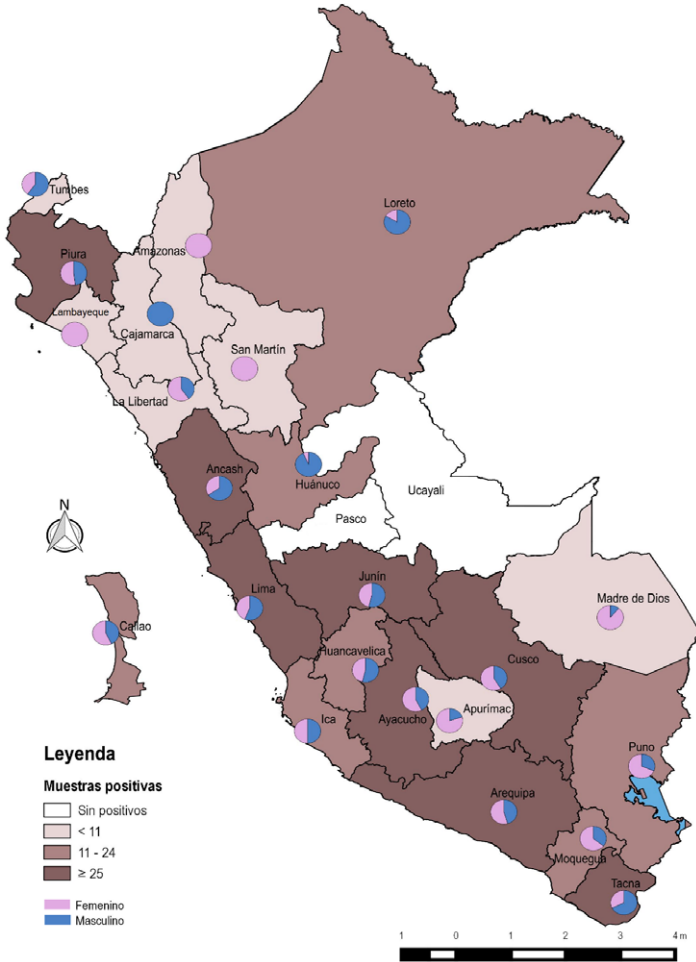 Tumbes
Loreto
Piura
Amazonas
Lambayeque
Cajamarca
San Martín
La Libertad
Ancash
Huánuco
Ucayali
Pasco
N
Lima
Junín
Madre de Dios
Callao
Huancavelica
Cusco
Ica
Ayacucho
Apurímac
Puno
Arequipa
Moquegua
Tacna
Leyenda
Muestras positivas
Sin positivos
< 11
11 - 24
≥ 25
Femenino
Masculino
1 0 1 2 3 4 m